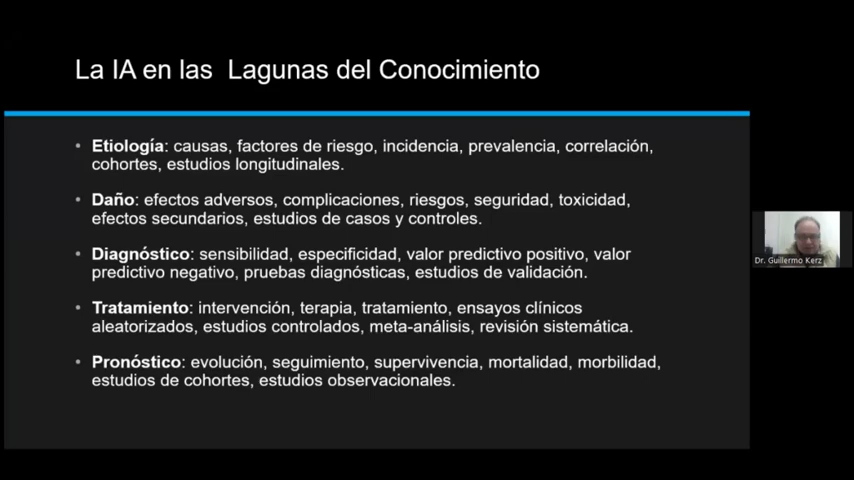 La IA en las Lagunas del Conocimiento
• Etiología: causas, factores de riesgo, incidencia, prevalencia, correlación,
cohortes, estudios longitudinales.
• Daño: efectos adversos, complicaciones, riesgos, seguridad, toxicidad,
efectos secundarios, estudios de casos y controles.
• Diagnóstico: sensibilidad, especificidad, valor predictivo positivo, valor
predictivo negativo, pruebas diagnósticas, estudios de validación.
• Tratamiento: intervención, terapia, tratamiento, ensayos clínicos
aleatorizados, estudios controlados, meta-análisis, revisión sistemática.
• Pronóstico: evolución, seguimiento, supervivencia, mortalidad, morbilidad,
estudios de cohortes, estudios observacionales.
Dr. Guillermo Kerz